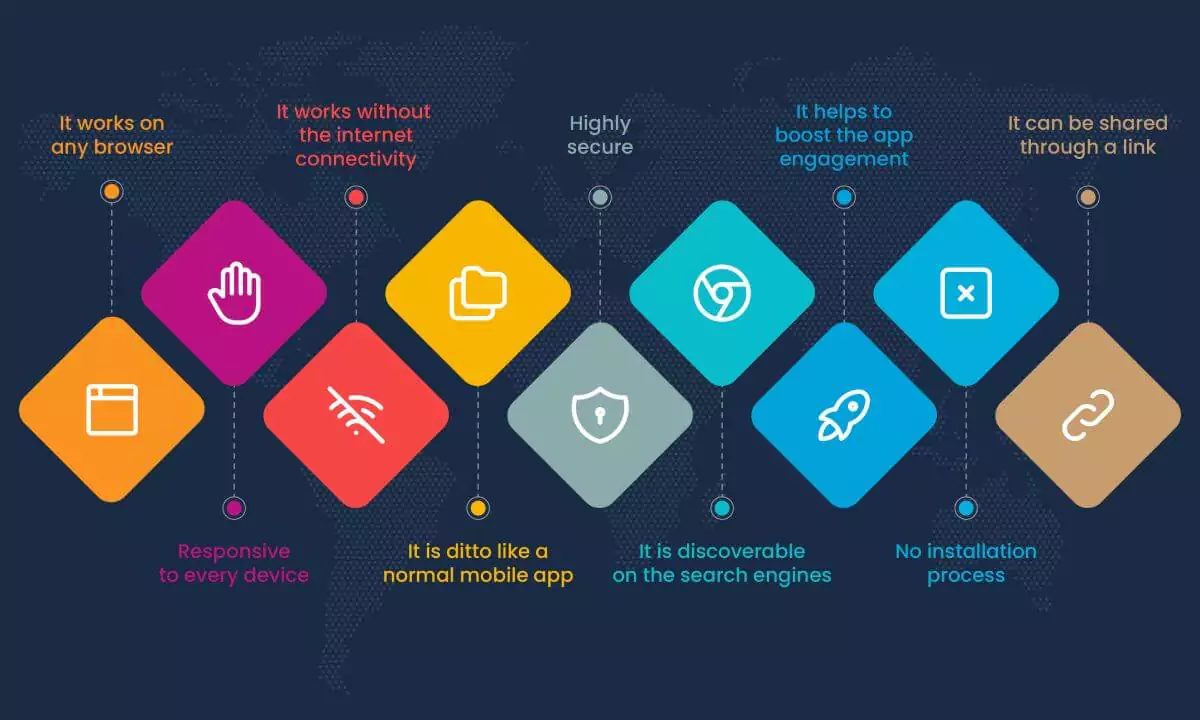 It works on
any browser
It works without
the internet
connectivity
Highly
secure
It helps to
boost the app
engagement
It can be shared
through a link
Responsive
to every device
It is ditto like a
normal mobile app
It is discoverable
on the search engines
No installation
process